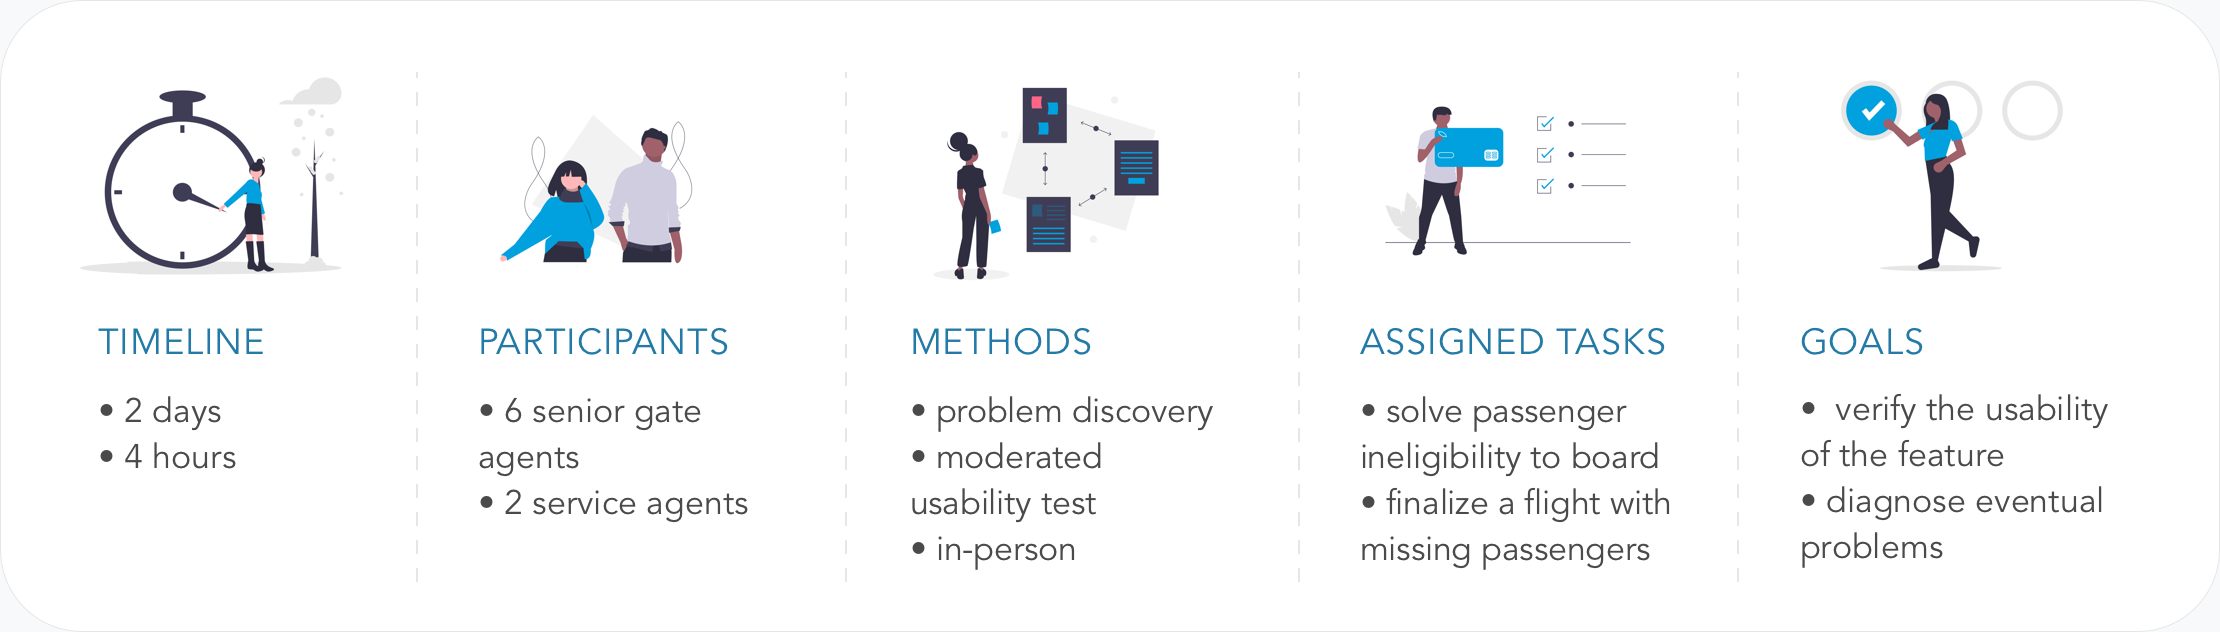 TIMELINE
• 2 days
• 4 hours
PARTICIPANTS
• 6 senior gate
agents
• 2 service agents
METHODS
• problem discovery
• moderated
usability test
• in-person
ASSIGNED TASKS
• solve passenger
ineligibility to board
• finalize a flight with
missing passengers
GOALS
• verify the usability
of the feature
• diagnose eventual
problems